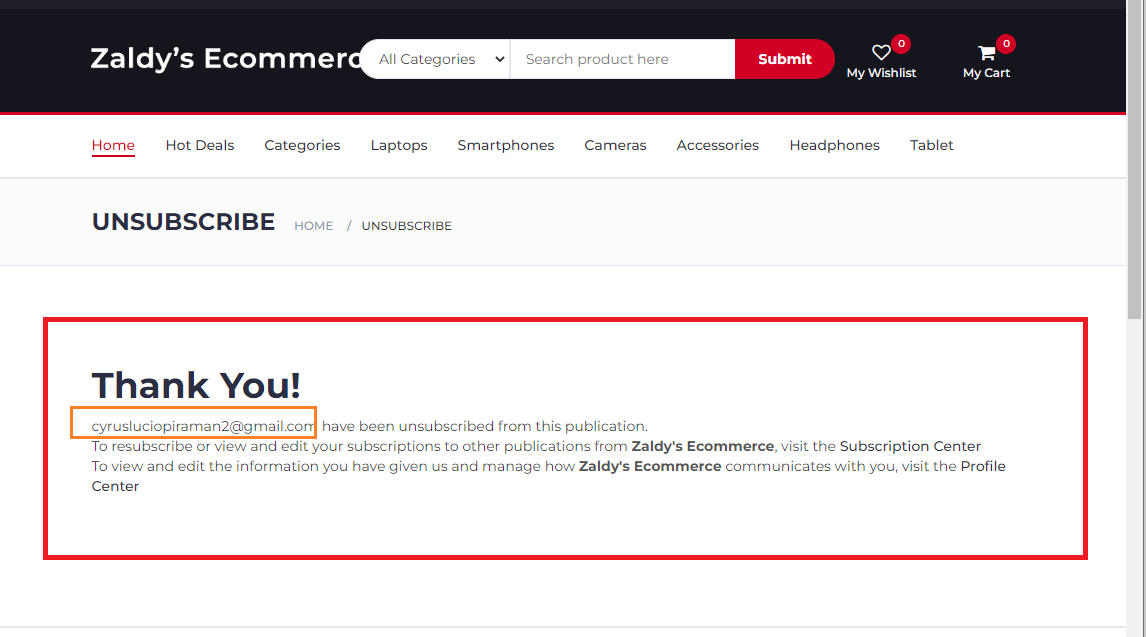 Zaldy’s Ecommerc
All Categories
Search product here
Submit
0
My Wishlist
0
My Cart
Home
Hot Deals
Categories
Laptops
Smartphones
Cameras
Accessories
Headphones
Tablet
UNSUBSCRIBE
HOME / UNSUBSCRIBE
Thank You!
cyrusluciopiraman2@gmail.com have been unsubscribed from this publication.
To resubscribe or view and edit your subscriptions to other publications from Zaldy's Ecommerce, visit the Subscription Center
To view and edit the information you have given us and manage how Zaldy's Ecommerce communicates with you, visit the Profile
Center